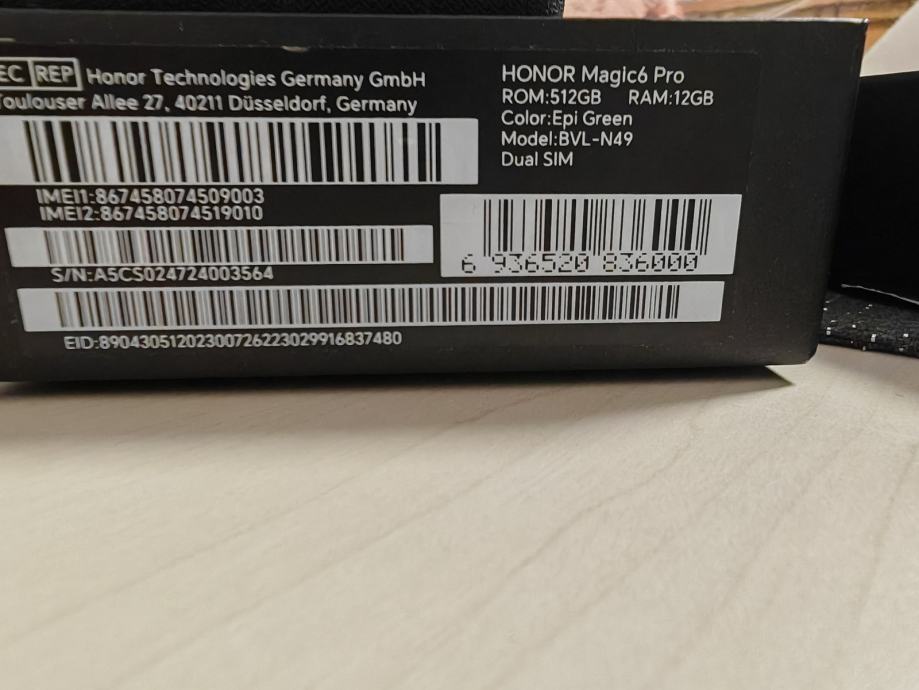 EC REP Honor Technologies Germany GmbH
Toulouser Allee 27, 40211 Düsseldorf, Germany
IMEI1:867458074509003
IMEI2:867458074519010
S/N:A5CS024724003564
EID:89043051202300726223029916837480
HONOR Magic6 Pro
ROM:512GB RAM:12GB
Color:Epi Green
Model:BVL-N49
Dual SIM
6 936520 836000